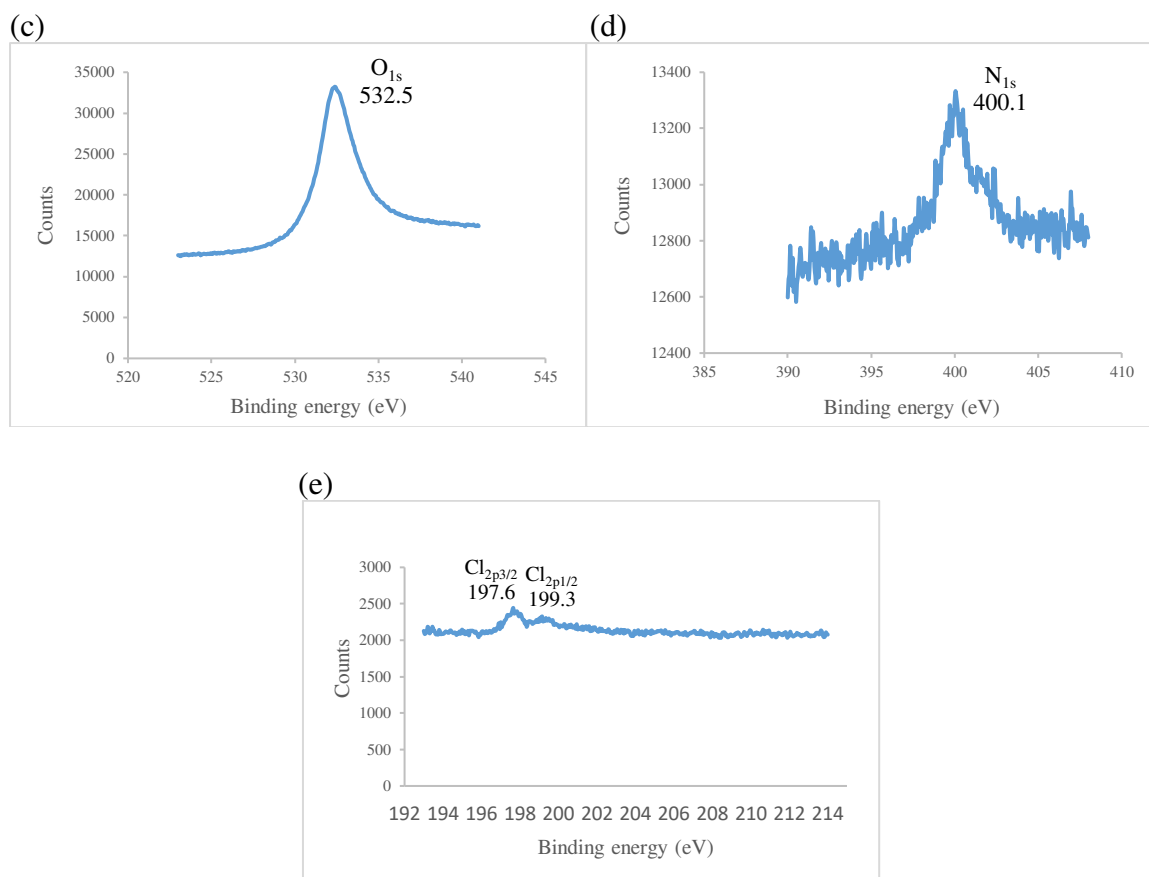 (c)
O1s
532.5
35000
30000
25000
20000
15000
10000
5000
0
Counts
520 525 530 535 540 545
Binding energy (eV)
(d)
N1s
400.1
13400
13200
13000
12800
12600
12400
Counts
385 390 395 400 405 410
Binding energy (eV)
(e)
Cl2p3/2 Cl2p1/2
197.6 199.3
3000
2500
2000
1500
1000
500
0
Counts
192 194 196 198 200 202 204 206 208 210 212 214
Binding energy (eV)